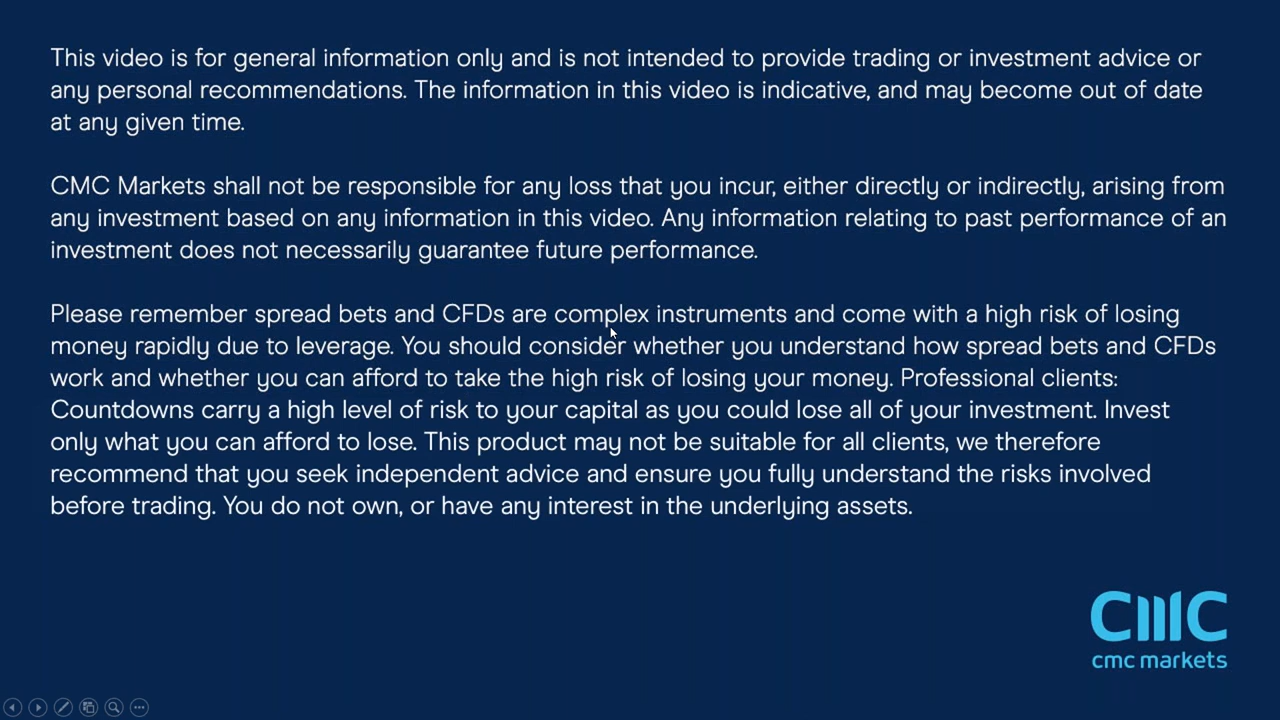 This video is for general information only and is not intended to provide trading or investment advice or
any personal recommendations. The information in this video is indicative, and may become out of date
at any given time.
CMC Markets shall not be responsible for any loss that you incur, either directly or indirectly, arising from
any investment based on any information in this video. Any information relating to past performance of an
investment does not necessarily guarantee future performance.
Please remember spread bets and CFDs are complex instruments and come with a high risk of losing
money rapidly due to leverage. You should consider whether you understand how spread bets and CFDs
work and whether you can afford to take the high risk of losing your money. Professional clients:
Countdowns carry a high level of risk to your capital as you could lose all of your investment. Invest
only what you can afford to lose. This product may not be suitable for all clients, we therefore
recommend that you seek independent advice and ensure you fully understand the risks involved
before trading. You do not own, or have any interest in the underlying assets.
CMC
cmc markets